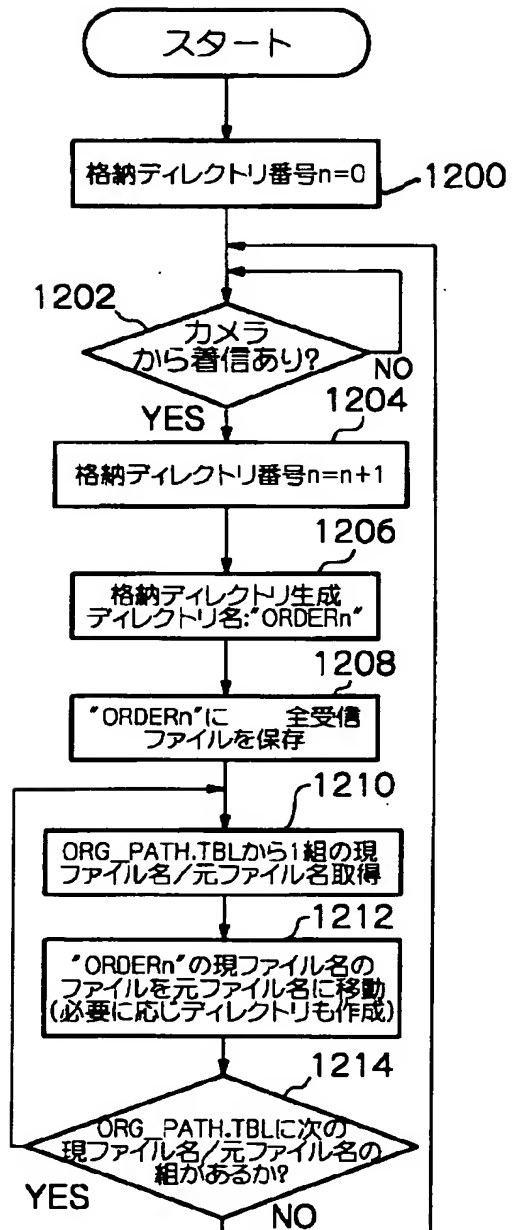 スタート
格納ディレクトリ番号n=0
1200
1202
カメラ
から着信あり?
NO
YES
1204
格納ディレクトリ番号n=n+1
1206
格納ディレクトリ生成
ディレクトリ名:"ORDERn"
1208
"ORDERn"に 全受信
ファイルを保存
1210
ORG_PATH.TBLから1組の現
ファイル名/元ファイル名取得
1212
"ORDERn"の現ファイル名の
ファイルを元ファイル名に移動
(必要に応じディレクトリも作成)
1214
ORG_PATH.TBLに次の
現ファイル名/元ファイル名の
組があるか?
YES
NO